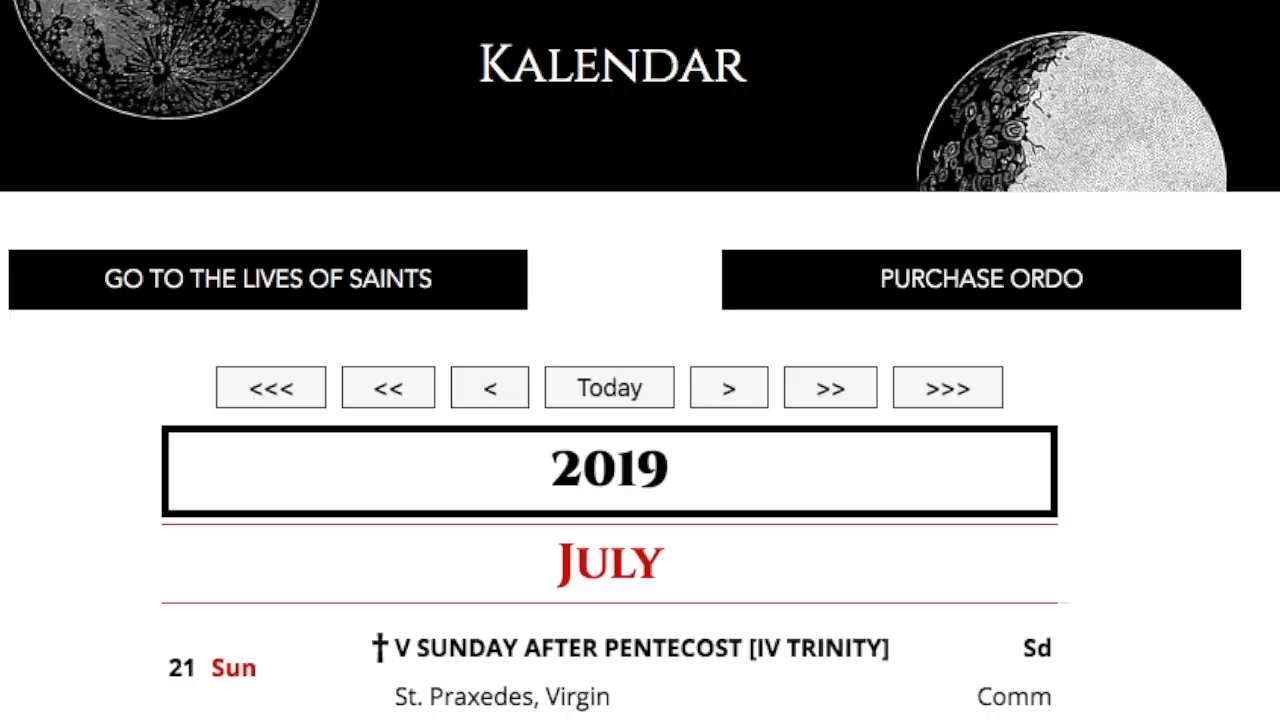 KALENDAR
GO TO THE LIVES OF SAINTS
PURCHASE ORDO
<<< << < Today > >> >>>
2019
JULY
21 Sun † V SUNDAY AFTER PENTECOST [IV TRINITY] Sd
St. Praxedes, Virgin Comm